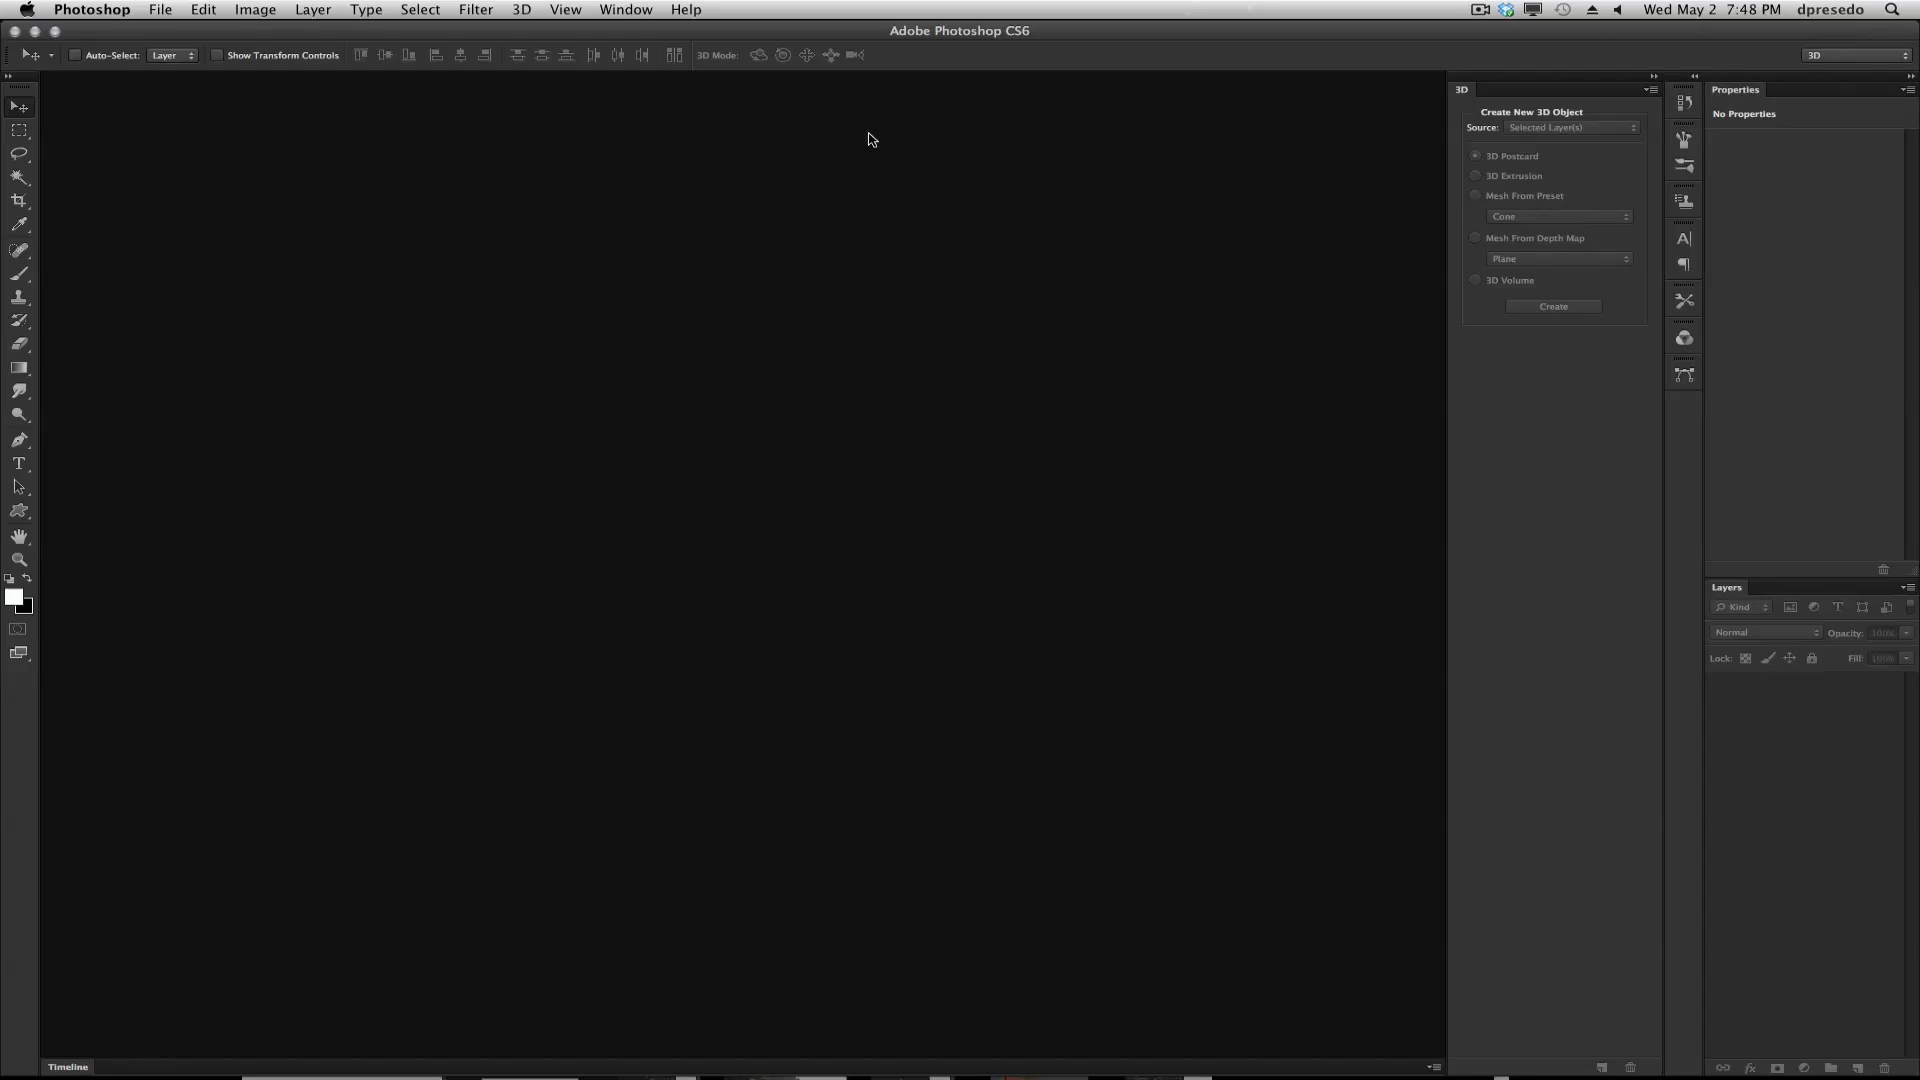 Photoshop File Edit Image Layer Type Select Filter 3D View Window Help Wed May 2 7:48 PM dpresedo
Adobe Photoshop CS6
Auto-Select: Layer Show Transform Controls 3D Mode: 3D
3D
Create New 3D Object
Source: Selected Layer(s)
3D Postcard
3D Extrusion
Mesh From Preset
Cone
Mesh From Depth Map
Plane
3D Volume
Create
Properties
No Properties
Layers
Kind
Normal Opacity: 100%
Lock: Fill: 100%
Timeline